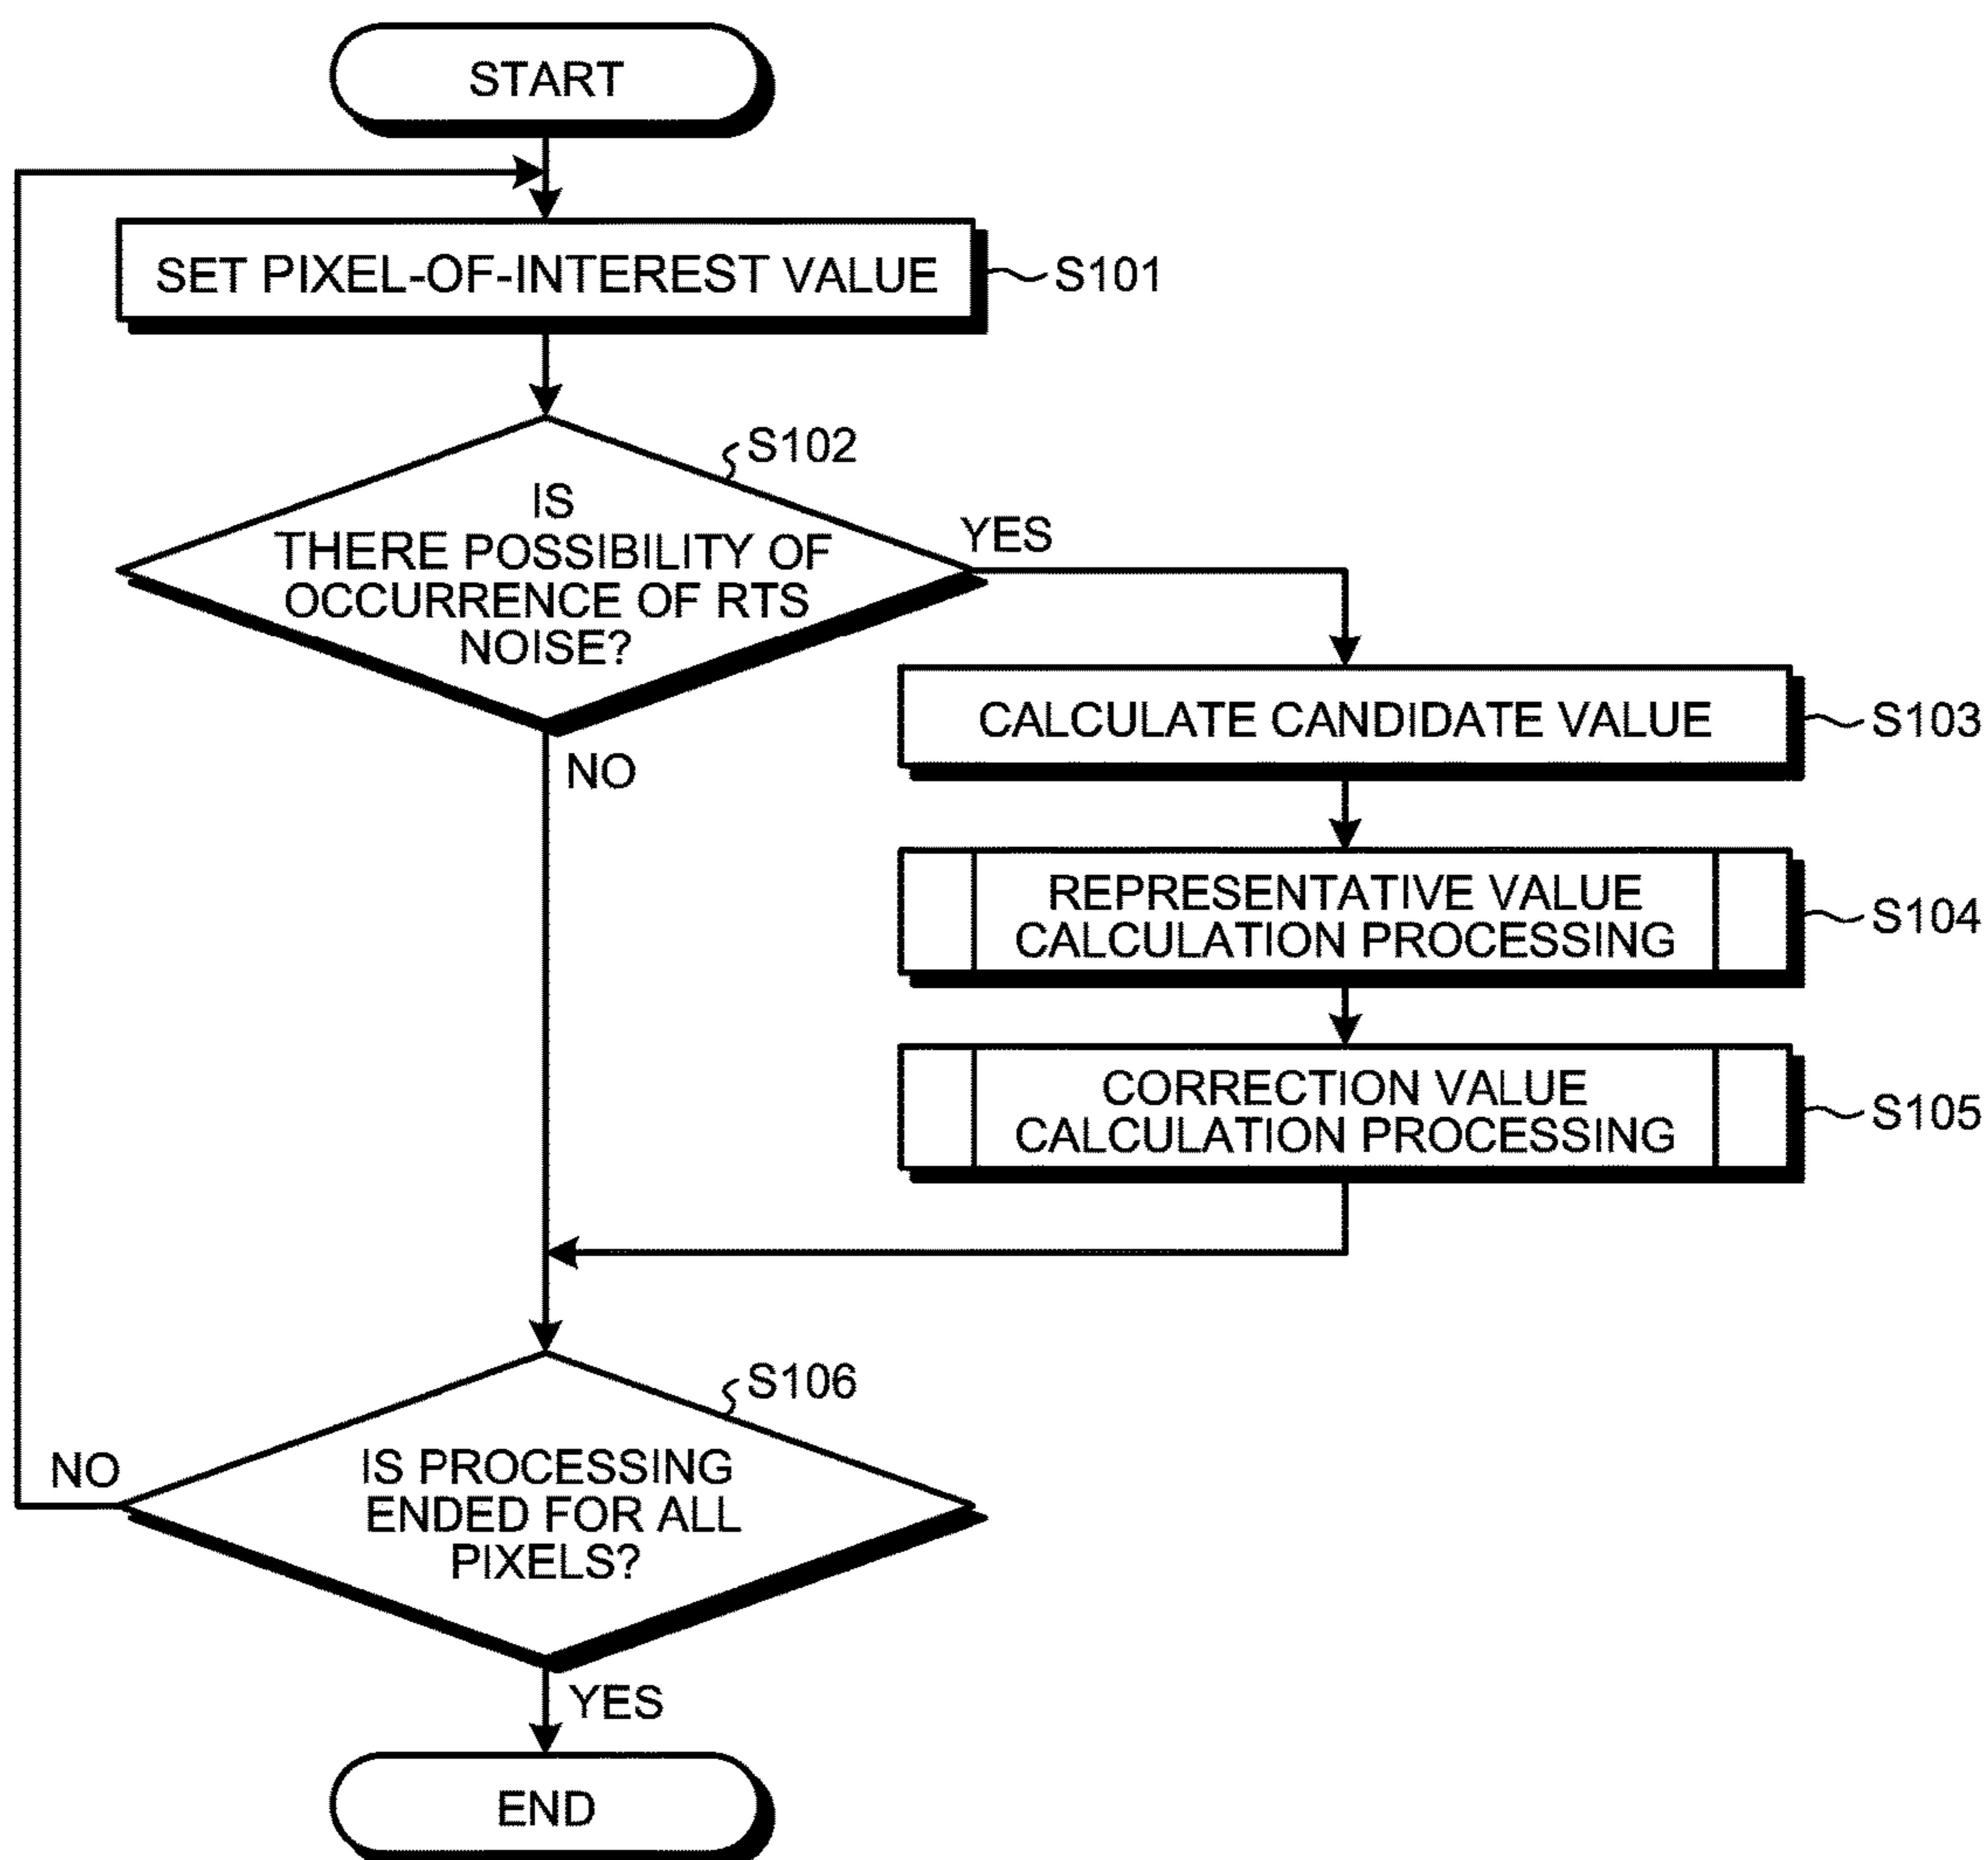 START
SET PIXEL-OF-INTEREST VALUE
S101
S102
IS
THERE POSSIBILITY OF
OCCURRENCE OF RTS
NOISE?
YES
NO
CALCULATE CANDIDATE VALUE
S103
REPRESENTATIVE VALUE
CALCULATION PROCESSING
S104
CORRECTION VALUE
CALCULATION PROCESSING
S105
S106
IS PROCESSING
ENDED FOR ALL
PIXELS?
NO
YES
END